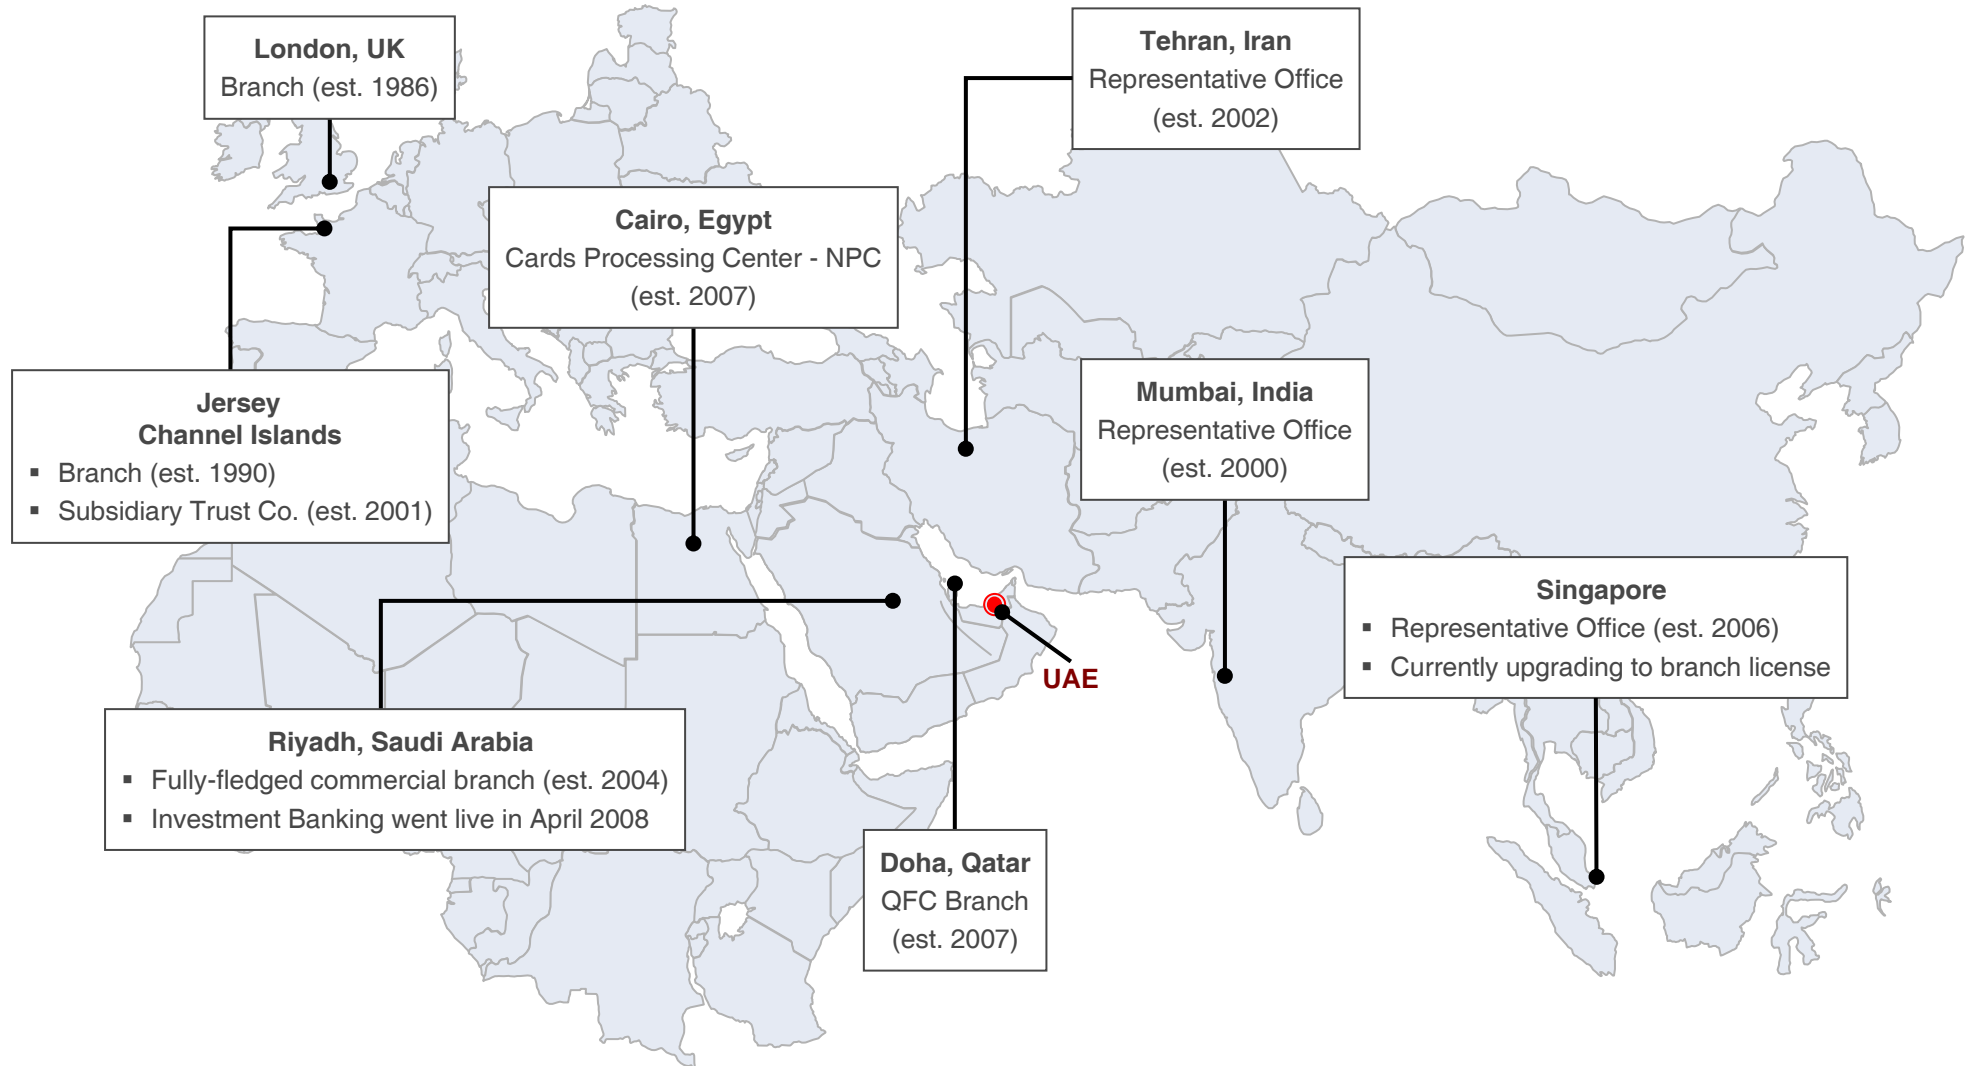 London, UK
Branch (est. 1986)
Tehran, Iran
Representative Office
(est. 2002)
Cairo, Egypt
Cards Processing Center - NPC
(est. 2007)
Jersey
Channel Islands
▪ Branch (est. 1990)
▪ Subsidiary Trust Co. (est. 2001)
Mumbai, India
Representative Office
(est. 2000)
Singapore
▪ Representative Office (est. 2006)
▪ Currently upgrading to branch license
UAE
Riyadh, Saudi Arabia
▪ Fully-fledged commercial branch (est. 2004)
▪ Investment Banking went live in April 2008
Doha, Qatar
QFC Branch
(est. 2007)